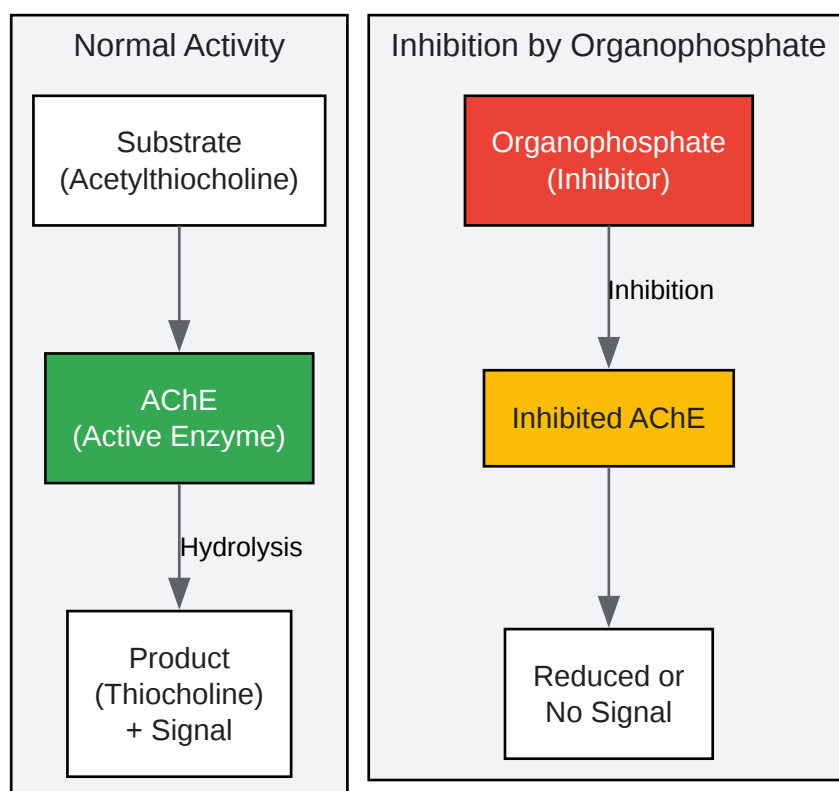 Normal Activity
Substrate
(Acetylthiocholine)
AChE
(Active Enzyme)
Hydrolysis
Product
(Thiocholine)
+ Signal
Inhibition by Organophosphate
Organophosphate
(Inhibitor)
Inhibition
Inhibited AChE
Reduced or
No Signal